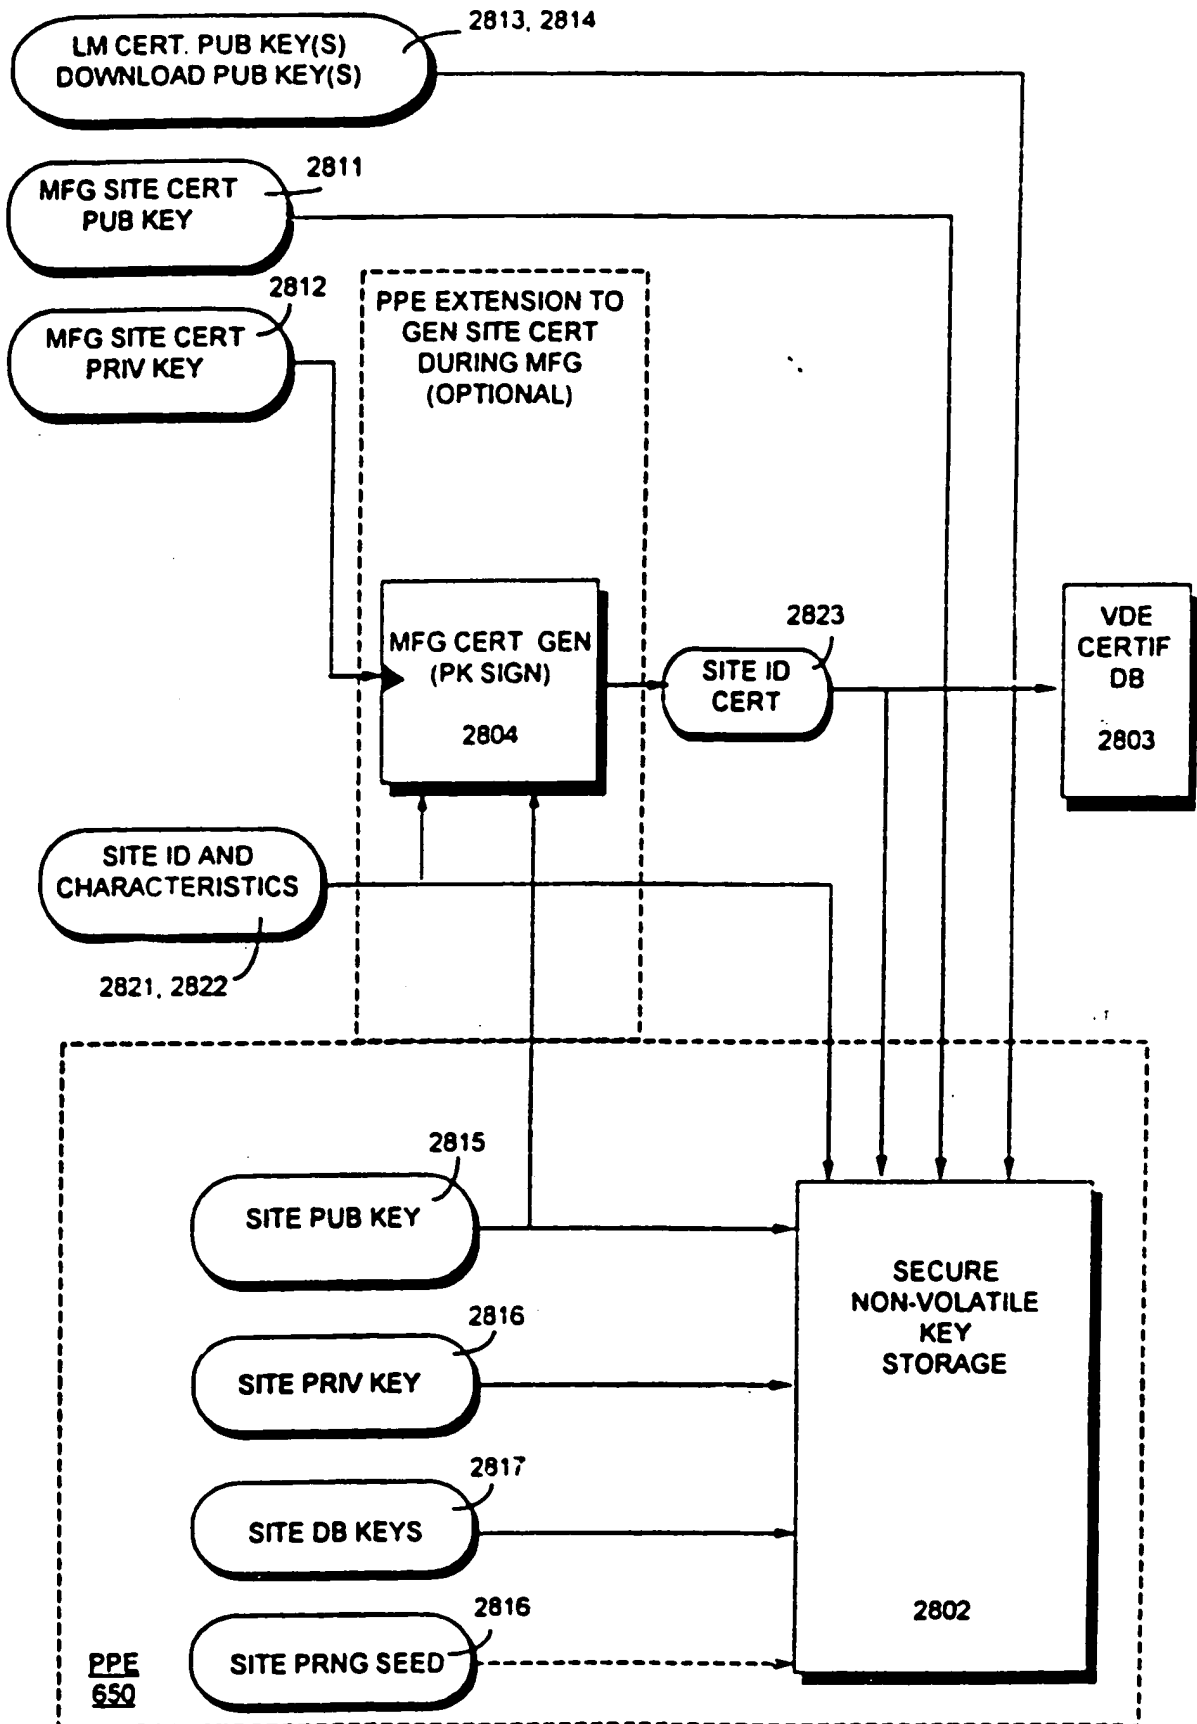 2813, 2814
LM CERT. PUB KEY(S)
DOWNLOAD PUB KEY(S)
2811
MFG SITE CERT
PUB KEY
2812
MFG SITE CERT
PRIV KEY
PPE EXTENSION TO
GEN SITE CERT
DURING MFG
(OPTIONAL)
MFG CERT GEN
(PK SIGN)
2804
2823
SITE ID
CERT
VDE
CERTIF
DB
2803
SITE ID AND
CHARACTERISTICS
2821, 2822
2815
SITE PUB KEY
2816
SITE PRIV KEY
2817
SITE DB KEYS
2816
SITE PRNG SEED
SECURE
NON-VOLATILE
KEY
STORAGE
2802
PPE
650